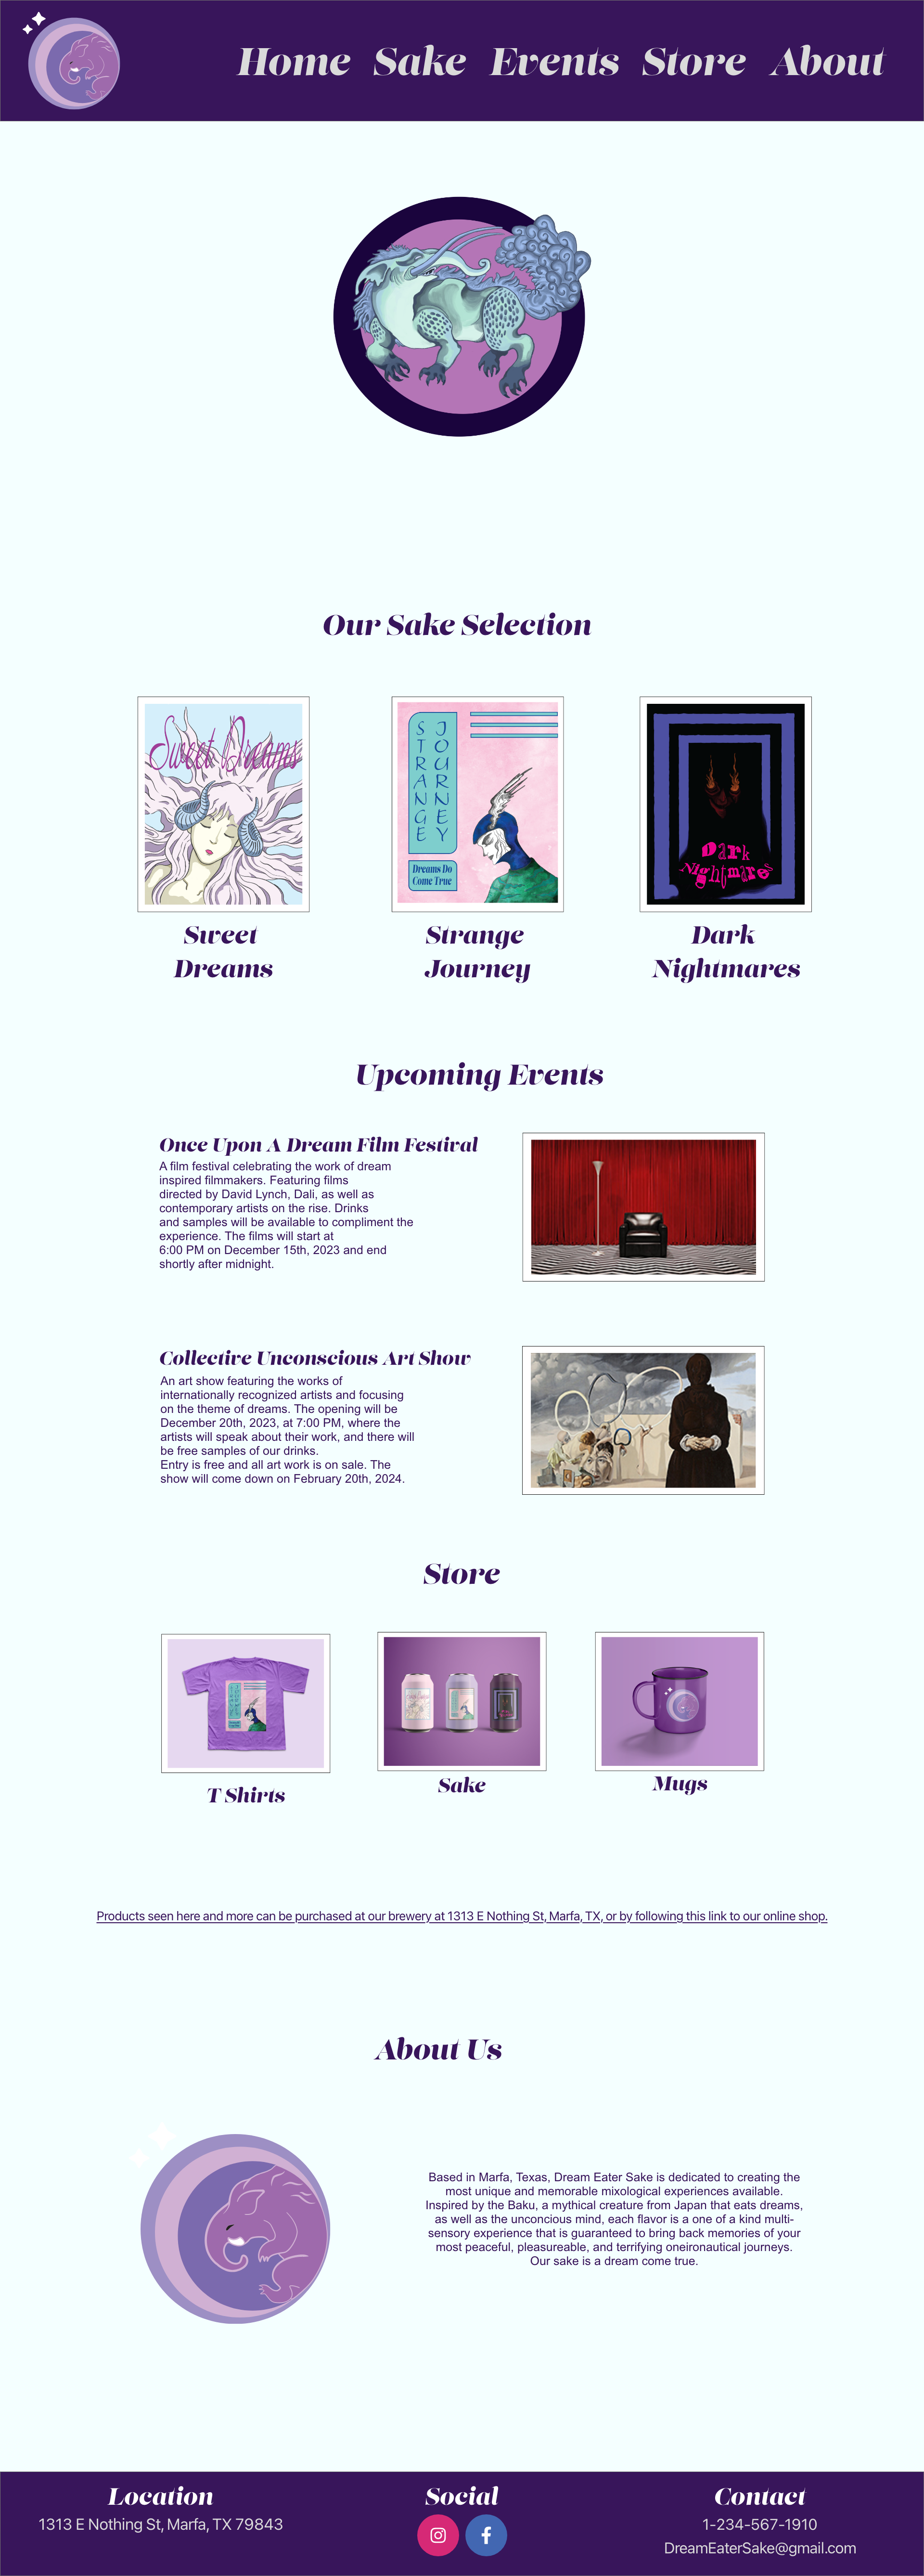 Home Sake Events Store About
Our Sake Selection
Sweet Dreams
STRANGE JOURNEY
Dreams Do
Come True
Dark
Nightmares
Sweet
Dreams
Strange
Journey
Dark
Nightmares
Upcoming Events
Once Upon A Dream Film Festival
A film festival celebrating the work of dream
inspired filmmakers. Featuring films
directed by David Lynch, Dali, as well as
contemporary artists on the rise. Drinks
and samples will be available to compliment the
experience. The films will start at
6:00 PM on December 15th, 2023 and end
shortly after midnight.
Collective Unconscious Art Show
An art show featuring the works of
internationally recognized artists and focusing
on the theme of dreams. The opening will be
December 20th, 2023, at 7:00 PM, where the
artists will speak about their work, and there will
be free samples of our drinks.
Entry is free and all art work is on sale. The
show will come down on February 20th, 2024.
Store
T Shirts
Sake
Mugs
Products seen here and more can be purchased at our brewery at 1313 E Nothing St, Marfa, TX, or by following this link to our online shop.
About Us
Based in Marfa, Texas, Dream Eater Sake is dedicated to creating the
most unique and memorable mixological experiences available.
Inspired by the Baku, a mythical creature from Japan that eats dreams,
as well as the unconcious mind, each flavor is a one of a kind multi-
sensory experience that is guaranteed to bring back memories of your
most peaceful, pleasureable, and terrifying oneironautical journeys.
Our sake is a dream come true.
Location
1313 E Nothing St, Marfa, TX 79843
Social
Contact
1-234-567-1910
DreamEaterSake@gmail.com